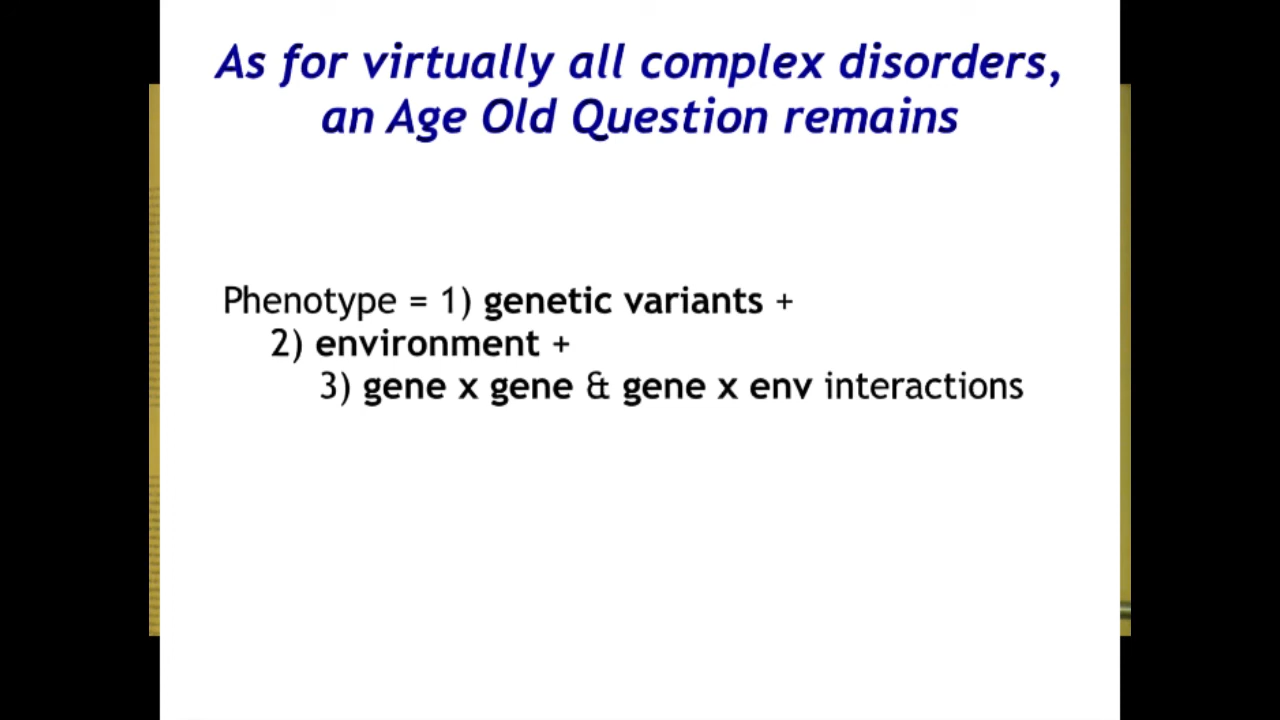 As for virtually all complex disorders,
an Age Old Question remains
Phenotype = 1) genetic variants +
2) environment +
3) gene x gene & gene x env interactions